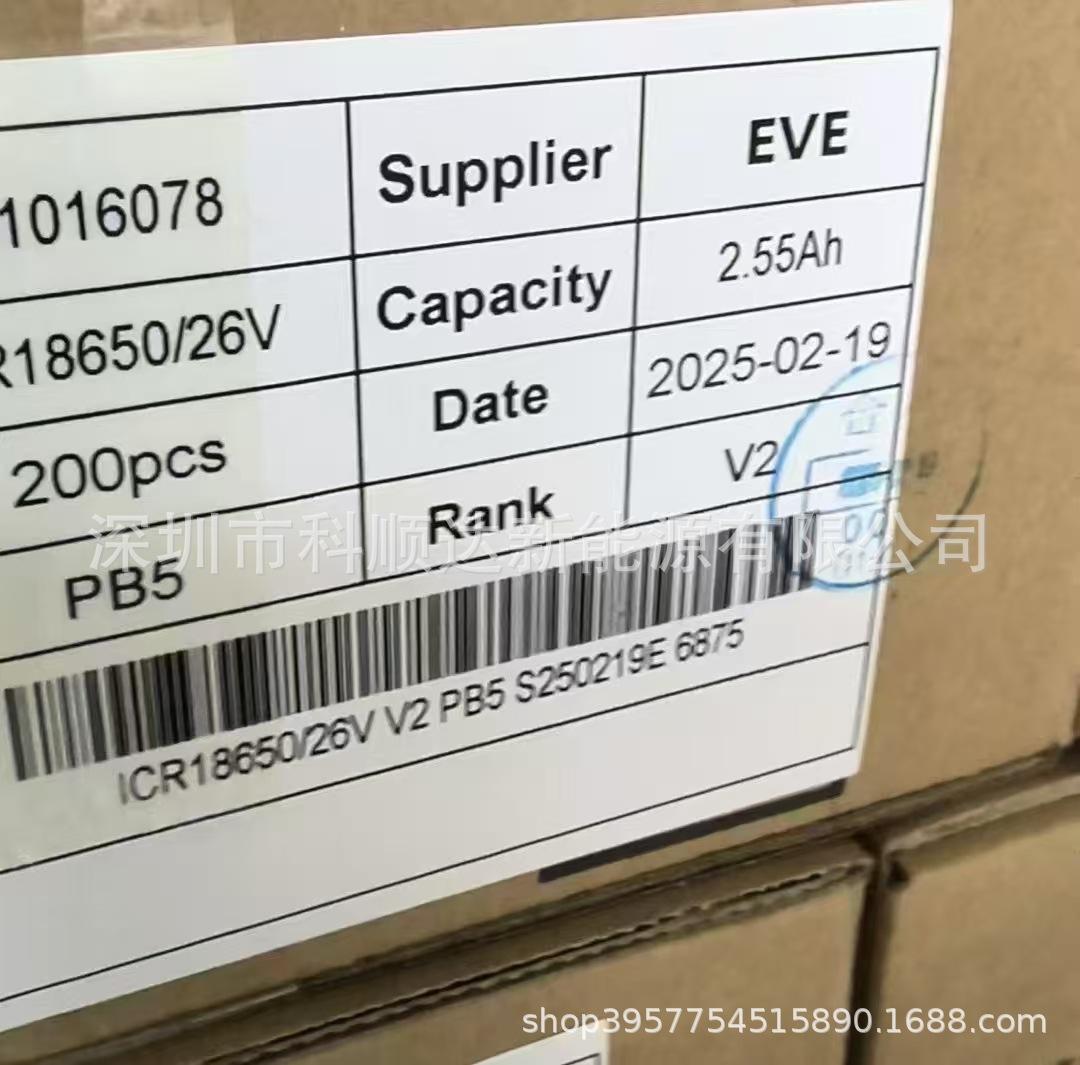 1016078
Supplier
EVE
R18650/26V
Capacity
2.55Ah
200pcs
Date
2025-02-19
PB5
Rank
V2
ICR18650/26V V2 PB5 S250219E 6875
深圳市科顺达新能源有限公司
shop3957754515890.1688.com